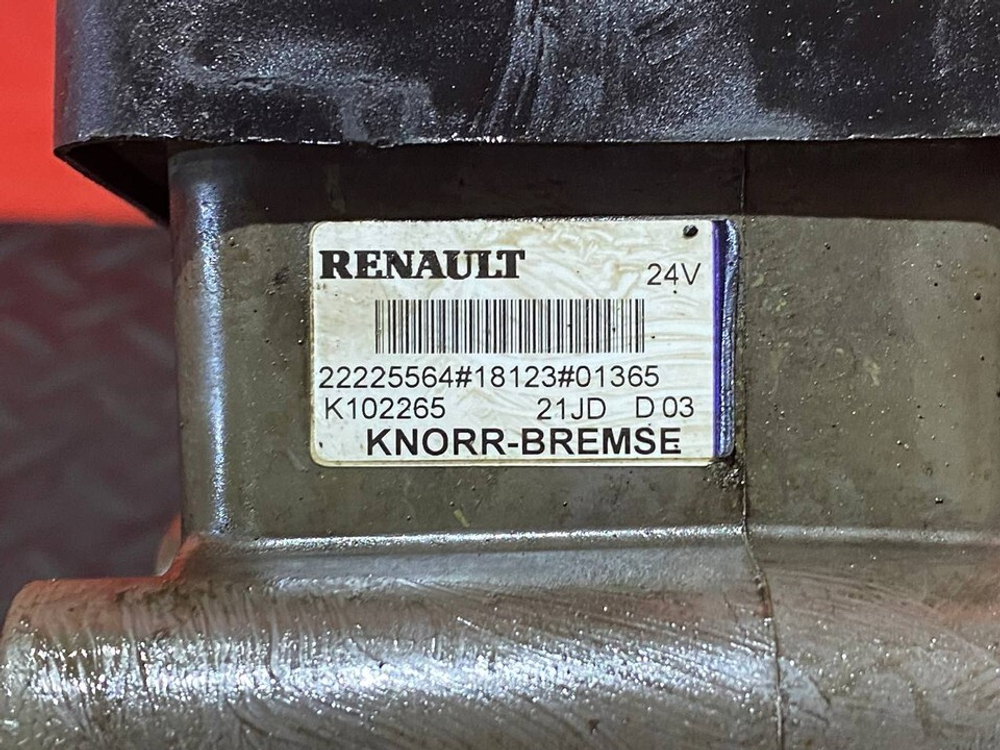 RENAULT
24V
22225564#18123#01365
K102265 21JD D 03
KNORR-BREMSE